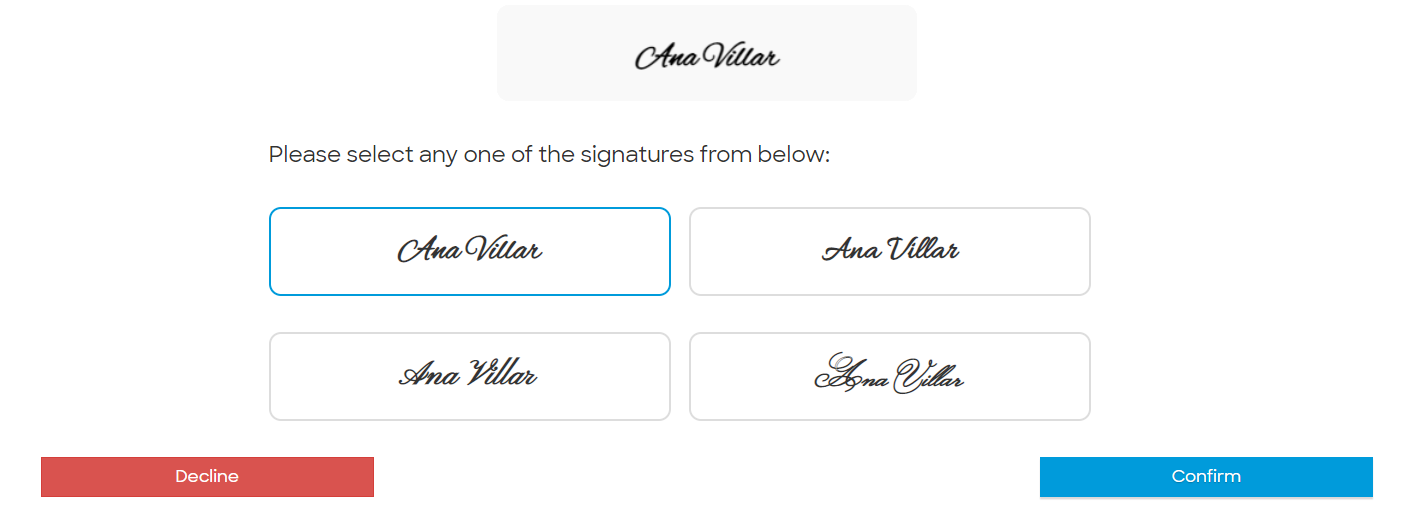 Ana Villar
Please select any one of the signatures from below:
Ana Villar Ana Villar
Ana Villar Ana Villar
Decline Confirm